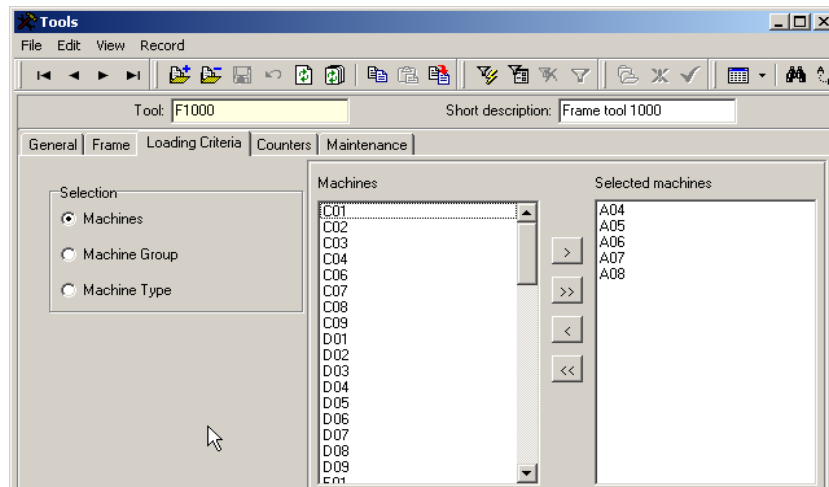 Tools
File Edit View Record
Tool: F1000 Short description: Frame tool 1000
General Frame Loading Criteria Counters Maintenance
Selection
Machines
Machine Group
Machine Type
Machines
C01
C02
C03
C04
C06
C07
C08
C09
D01
D02
D03
D04
D05
D06
D07
D08
D09
E01
>
>>
<
<<
Selected machines
A04
A05
A06
A07
A08